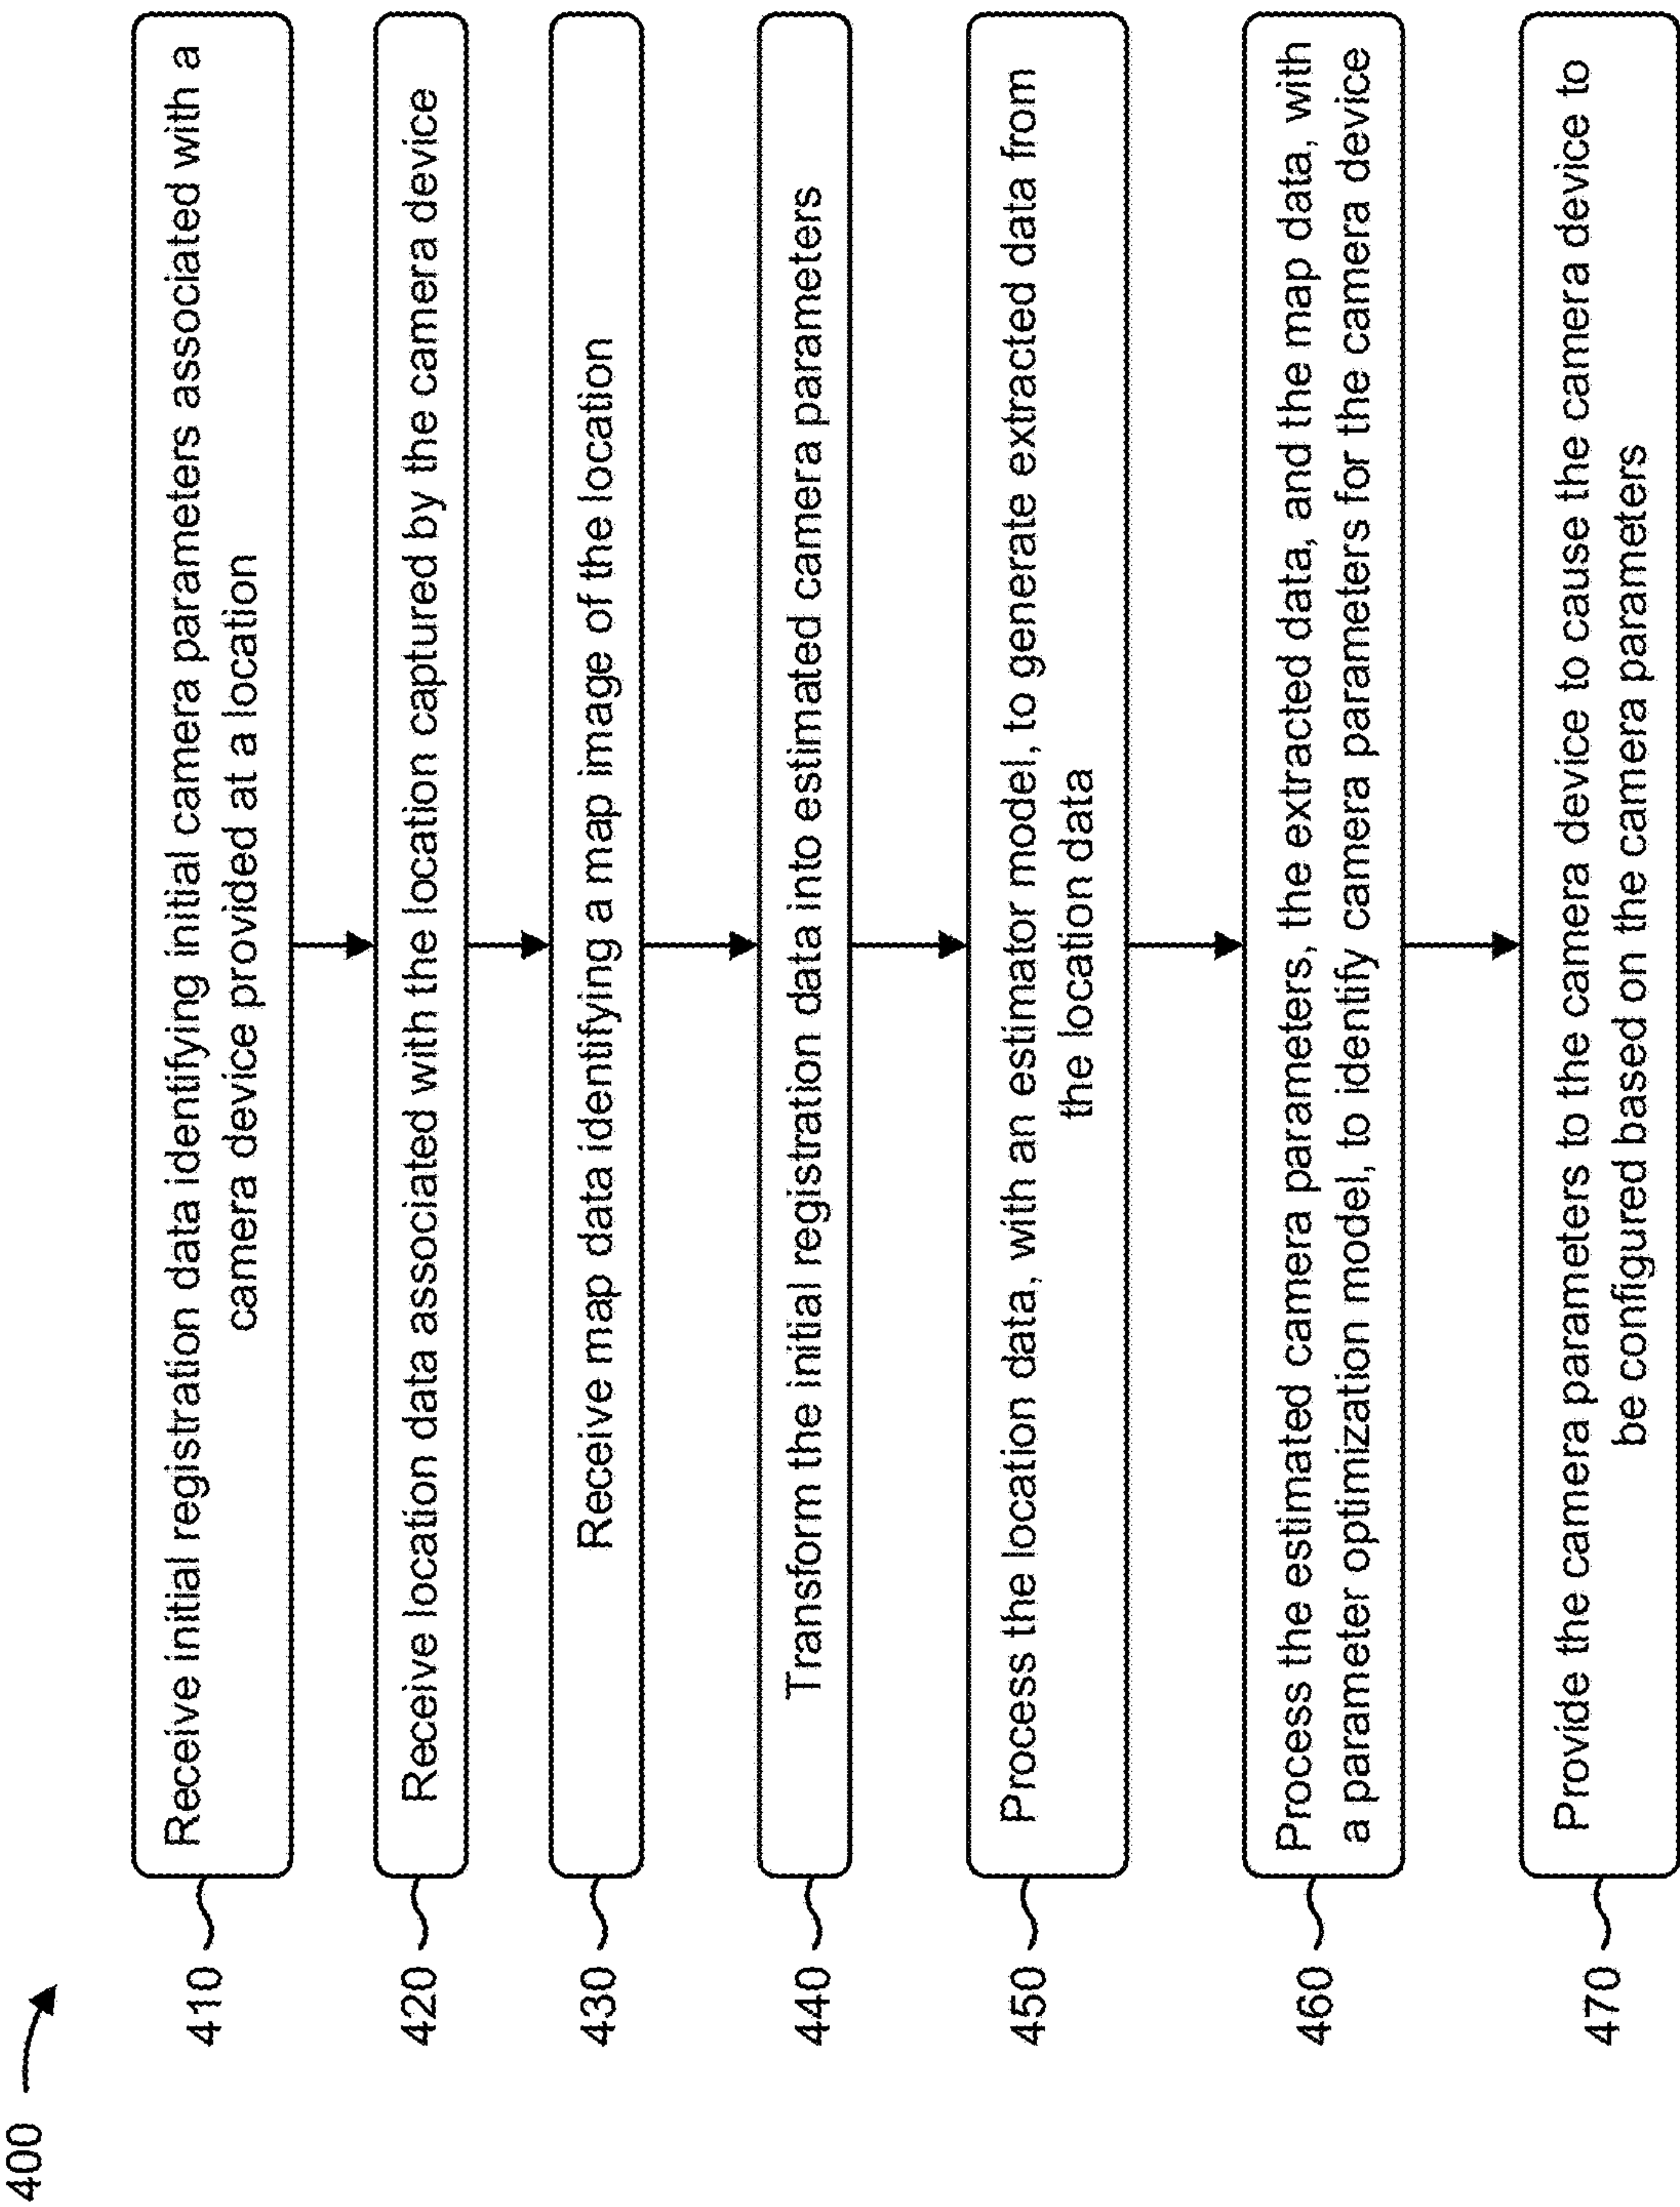 400
410
Receive initial registration data identifying initial camera parameters associated with a
camera device provided at a location
420
Receive location data associated with the location captured by the camera device
430
Receive map data identifying a map image of the location
440
Transform the initial registration data into estimated camera parameters
450
Process the location data, with an estimator model, to generate extracted data from
the location data
460
Process the estimated camera parameters, the extracted data, and the map data, with
a parameter optimization model, to identify camera parameters for the camera device
470
Provide the camera parameters to the camera device to cause the camera device to
be configured based on the camera parameters